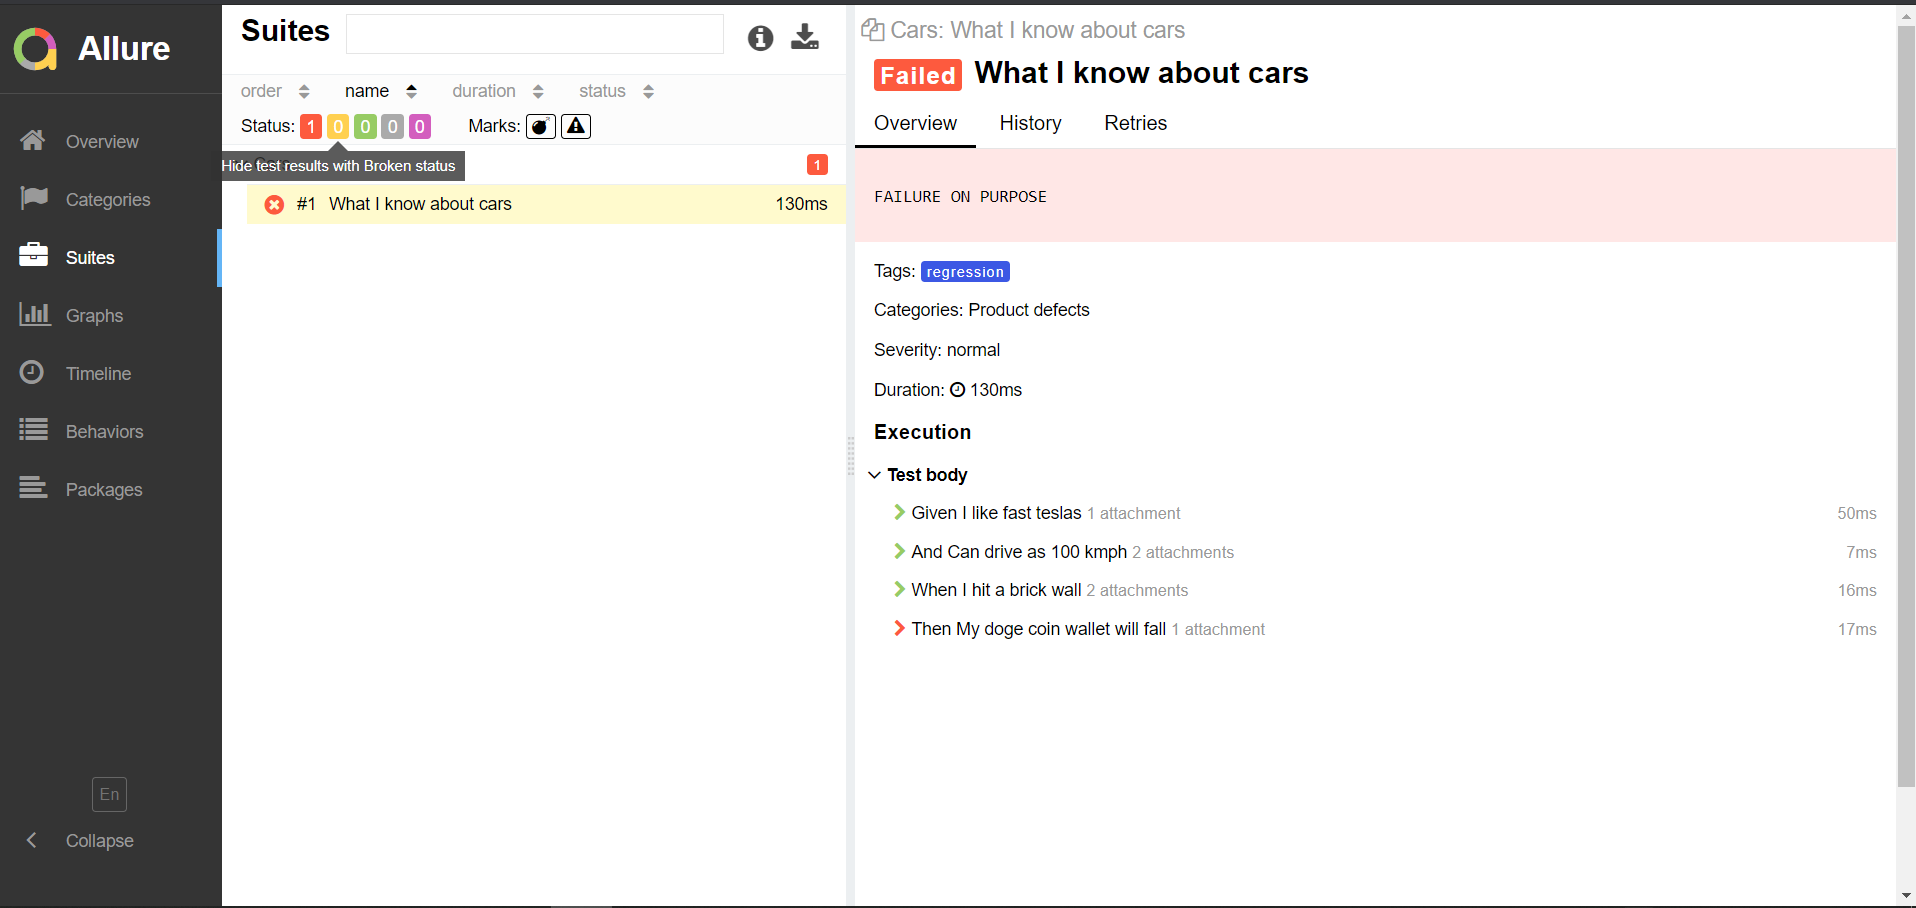 Allure
Overview
Categories
Suites
Graphs
Timeline
Behaviors
Packages
En
Collapse
Suites
order name duration status
Status: 1 0 0 0 0 Marks:
Hide test results with Broken status
1
#1 What I know about cars 130ms
Cars: What I know about cars
Failed What I know about cars
Overview History Retries
FAILURE ON PURPOSE
Tags: regression
Categories: Product defects
Severity: normal
Duration: 130ms
Execution
Test body
Given I like fast teslas 1 attachment 50ms
And Can drive as 100 kmph 2 attachments 7ms
When I hit a brick wall 2 attachments 16ms
Then My doge coin wallet will fall 1 attachment 17ms